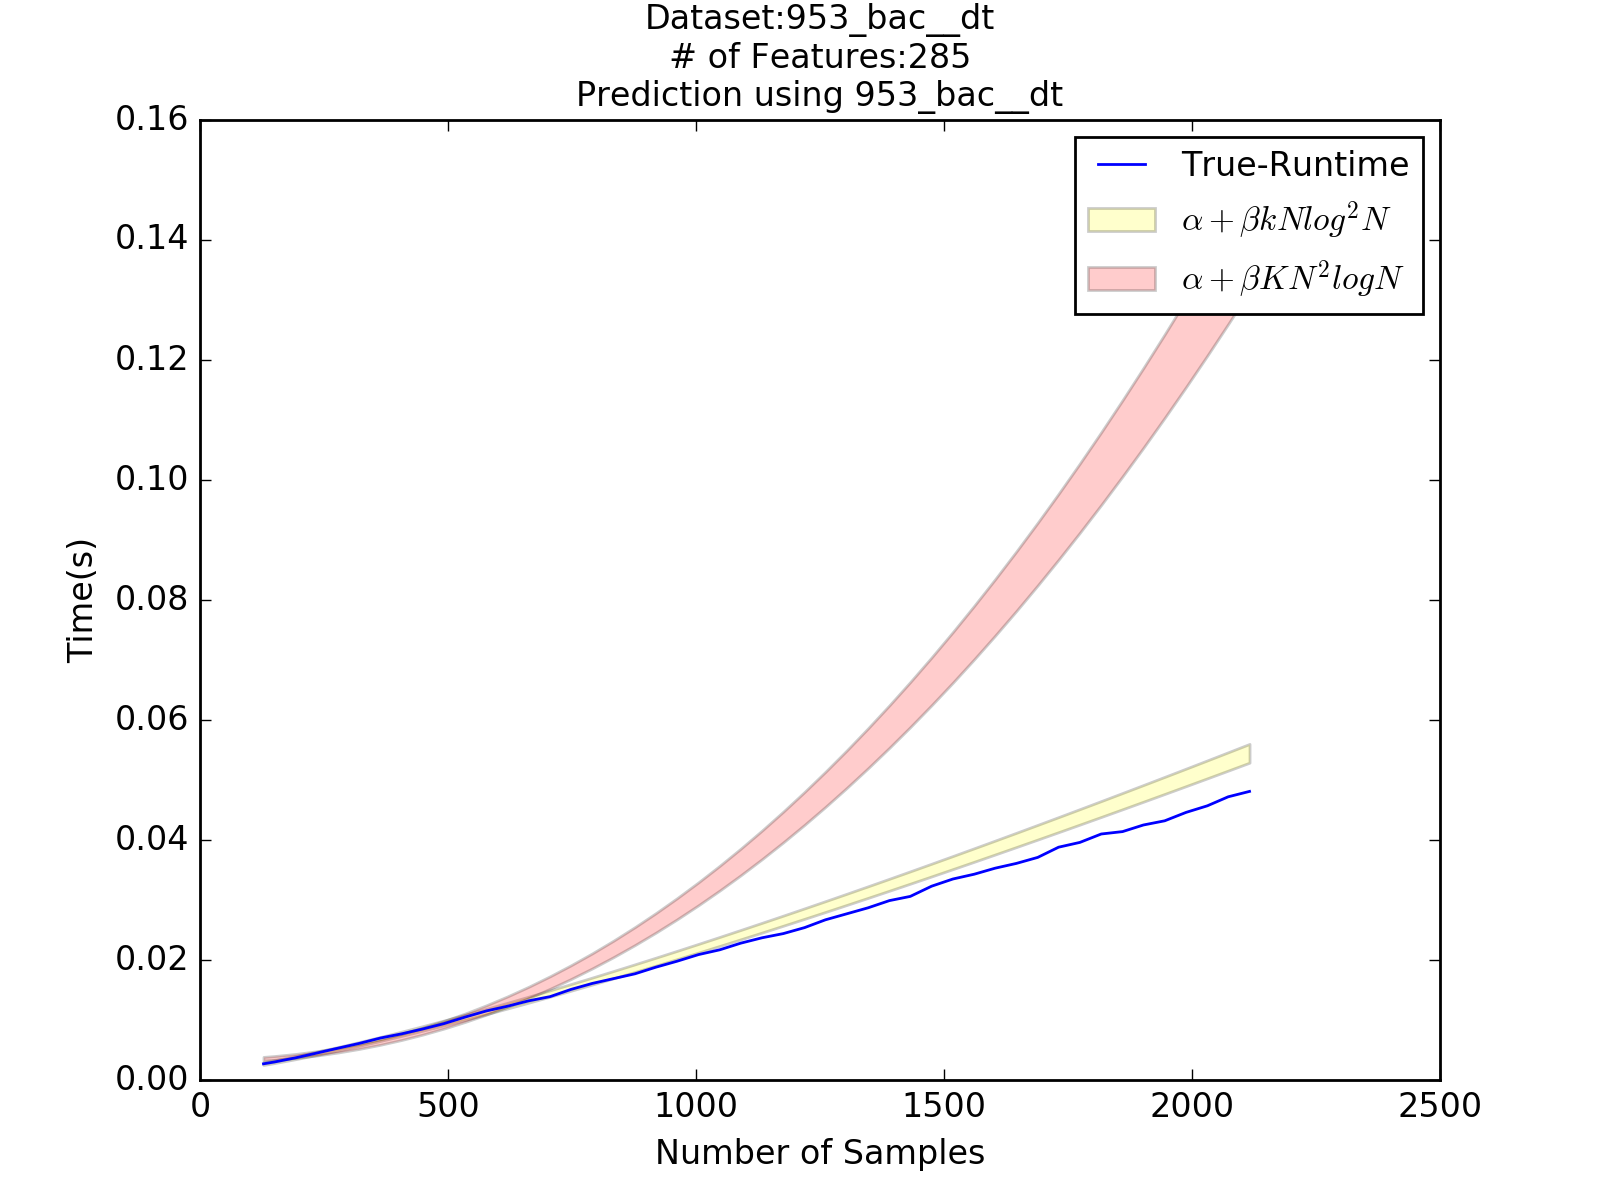 Dataset:953_bac__dt
# of Features:285
Prediction using 953_bac__dt
0.16
0.14
0.12
0.10
0.08
0.06
0.04
0.02
0.00
Time(s)
True-Runtime
α + βkNlog²N
α + βKN²logN
0 500 1000 1500 2000 2500
Number of Samples